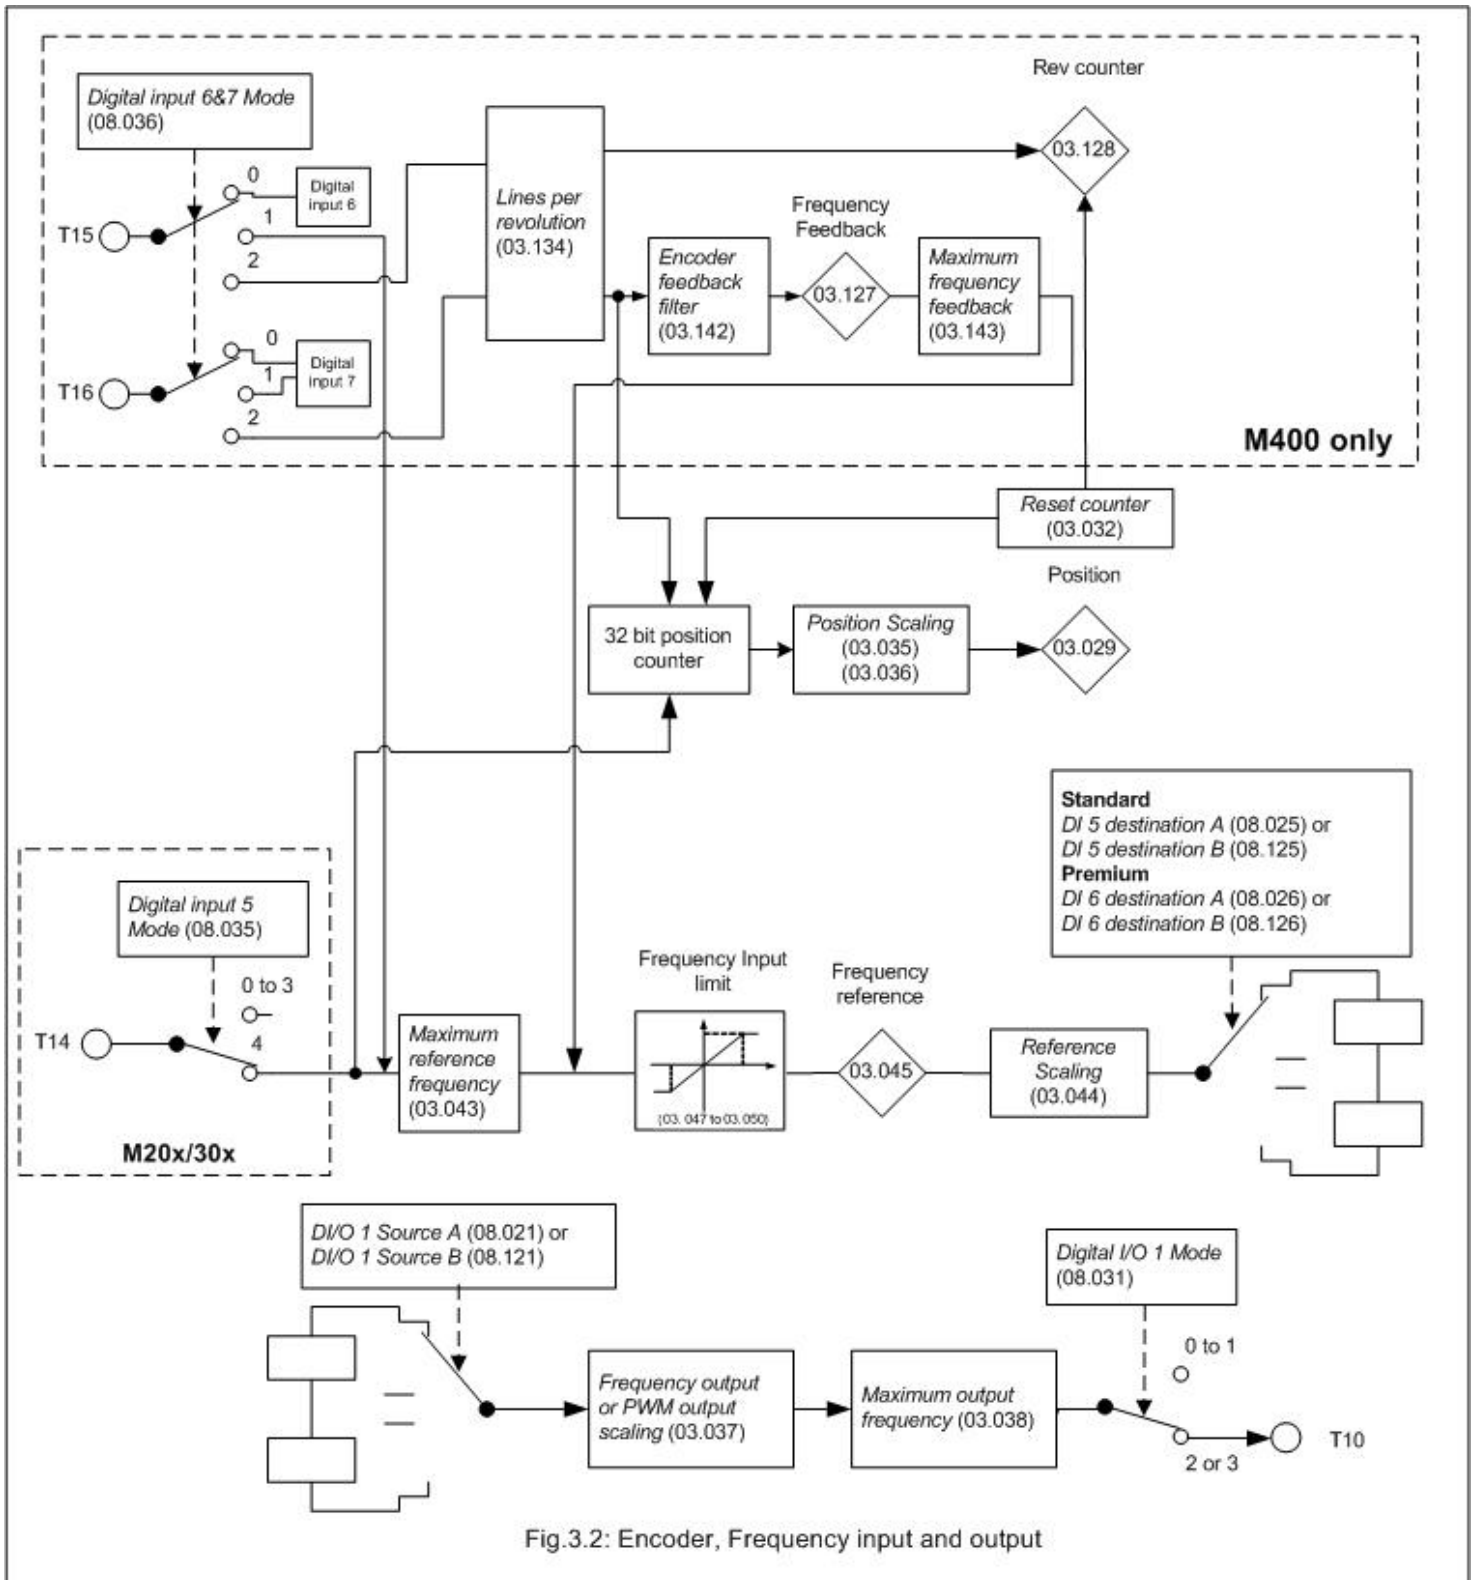 Rev counter
Digital input 6&7 Mode
(08.036)
03.128
0
Digital
input 6
T15
1
2
Lines per
revolution
(03.134)
Frequency
Feedback
Encoder
feedback
filter
(03.142)
03.127
Maximum
frequency
feedback
(03.143)
0
Digital
input 7
T16
1
2
M400 only
Reset counter
(03.032)
Position
32 bit position
counter
Position Scaling
(03.035)
(03.036)
03.029
Standard
DI 5 destination A (08.025) or
DI 5 destination B (08.125)
Premium
DI 6 destination A (08.026) or
DI 6 destination B (08.126)
Digital input 5
Mode (08.035)
0 to 3
T14
4
M20x/30x
Maximum
reference
frequency
(03.043)
Frequency Input
limit
(03. 047 to 03. 050)
Frequency
reference
03.045
Reference
Scaling
(03.044)
DI/O 1 Source A (08.021) or
DI/O 1 Source B (08.121)
Digital I/O 1 Mode
(08.031)
Frequency output
or PWM output
scaling (03.037)
Maximum output
frequency (03.038)
0 to 1
2 or 3
T10
Fig.3.2: Encoder, Frequency input and output